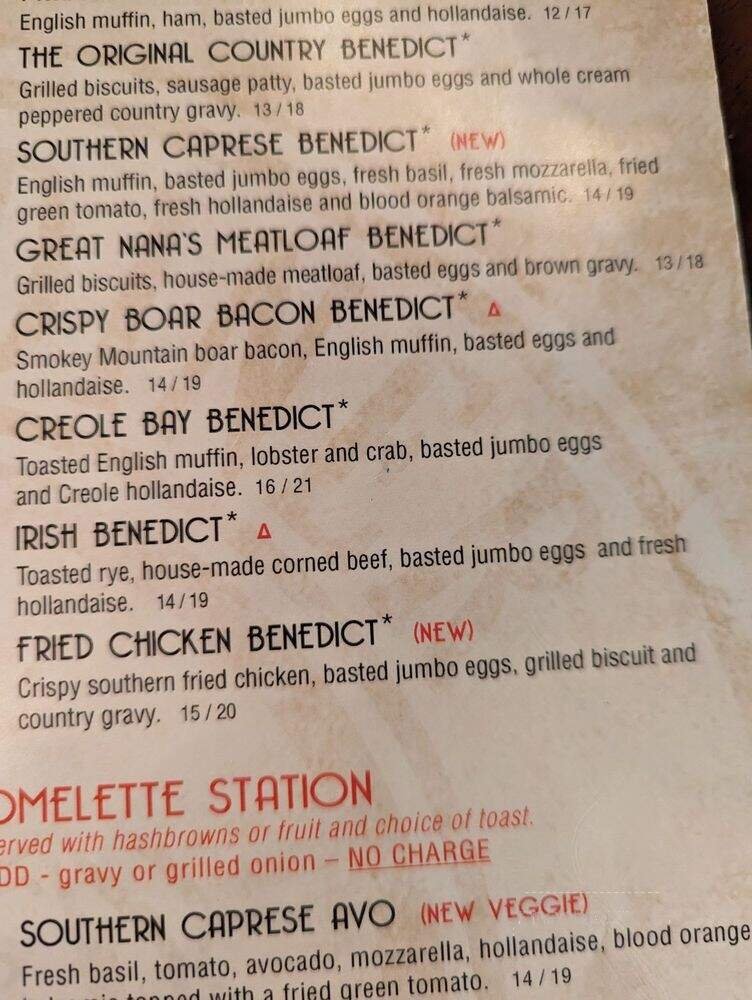 English muffin, ham, basted jumbo eggs and hollandaise. 12 / 17
THE ORIGINAL COUNTRY BENEDICT*
Grilled biscuits, sausage patty, basted jumbo eggs and whole cream
peppered country gravy. 13 / 18
SOUTHERN CAPRESE BENEDICT* (NEW)
English muffin, basted jumbo eggs, fresh basil, fresh mozzarella, fried
green tomato, fresh hollandaise and blood orange balsamic. 14 / 19
GREAT NANA'S MEATLOAF BENEDICT*
Grilled biscuits, house-made meatloaf, basted eggs and brown gravy. 13 / 18
CRISPY BOAR BACON BENEDICT* Δ
Smokey Mountain boar bacon, English muffin, basted eggs and
hollandaise. 14 / 19
CREOLE BAY BENEDICT*
Toasted English muffin, lobster and crab, basted jumbo eggs
and Creole hollandaise. 16 / 21
IRISH BENEDICT* Δ
Toasted rye, house-made corned beef, basted jumbo eggs and fresh
hollandaise. 14 / 19
FRIED CHICKEN BENEDICT* (NEW)
Crispy southern fried chicken, basted jumbo eggs, grilled biscuit and
country gravy. 15 / 20
OMELETTE STATION
erved with hashbrowns or fruit and choice of toast.
DD - gravy or grilled onion – NO CHARGE
SOUTHERN CAPRESE AVO (NEW VEGGIE)
Fresh basil, tomato, avocado, mozzarella, hollandaise, blood orange
topped with a fried green tomato. 14 / 19